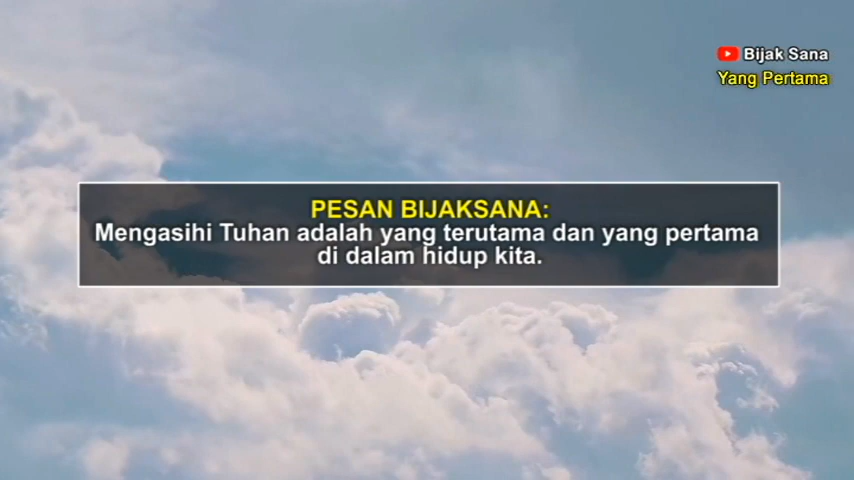 Bijak Sana
Yang Pertama
PESAN BIJAKSANA:
Mengasihi Tuhan adalah yang terutama dan yang pertama
di dalam hidup kita.